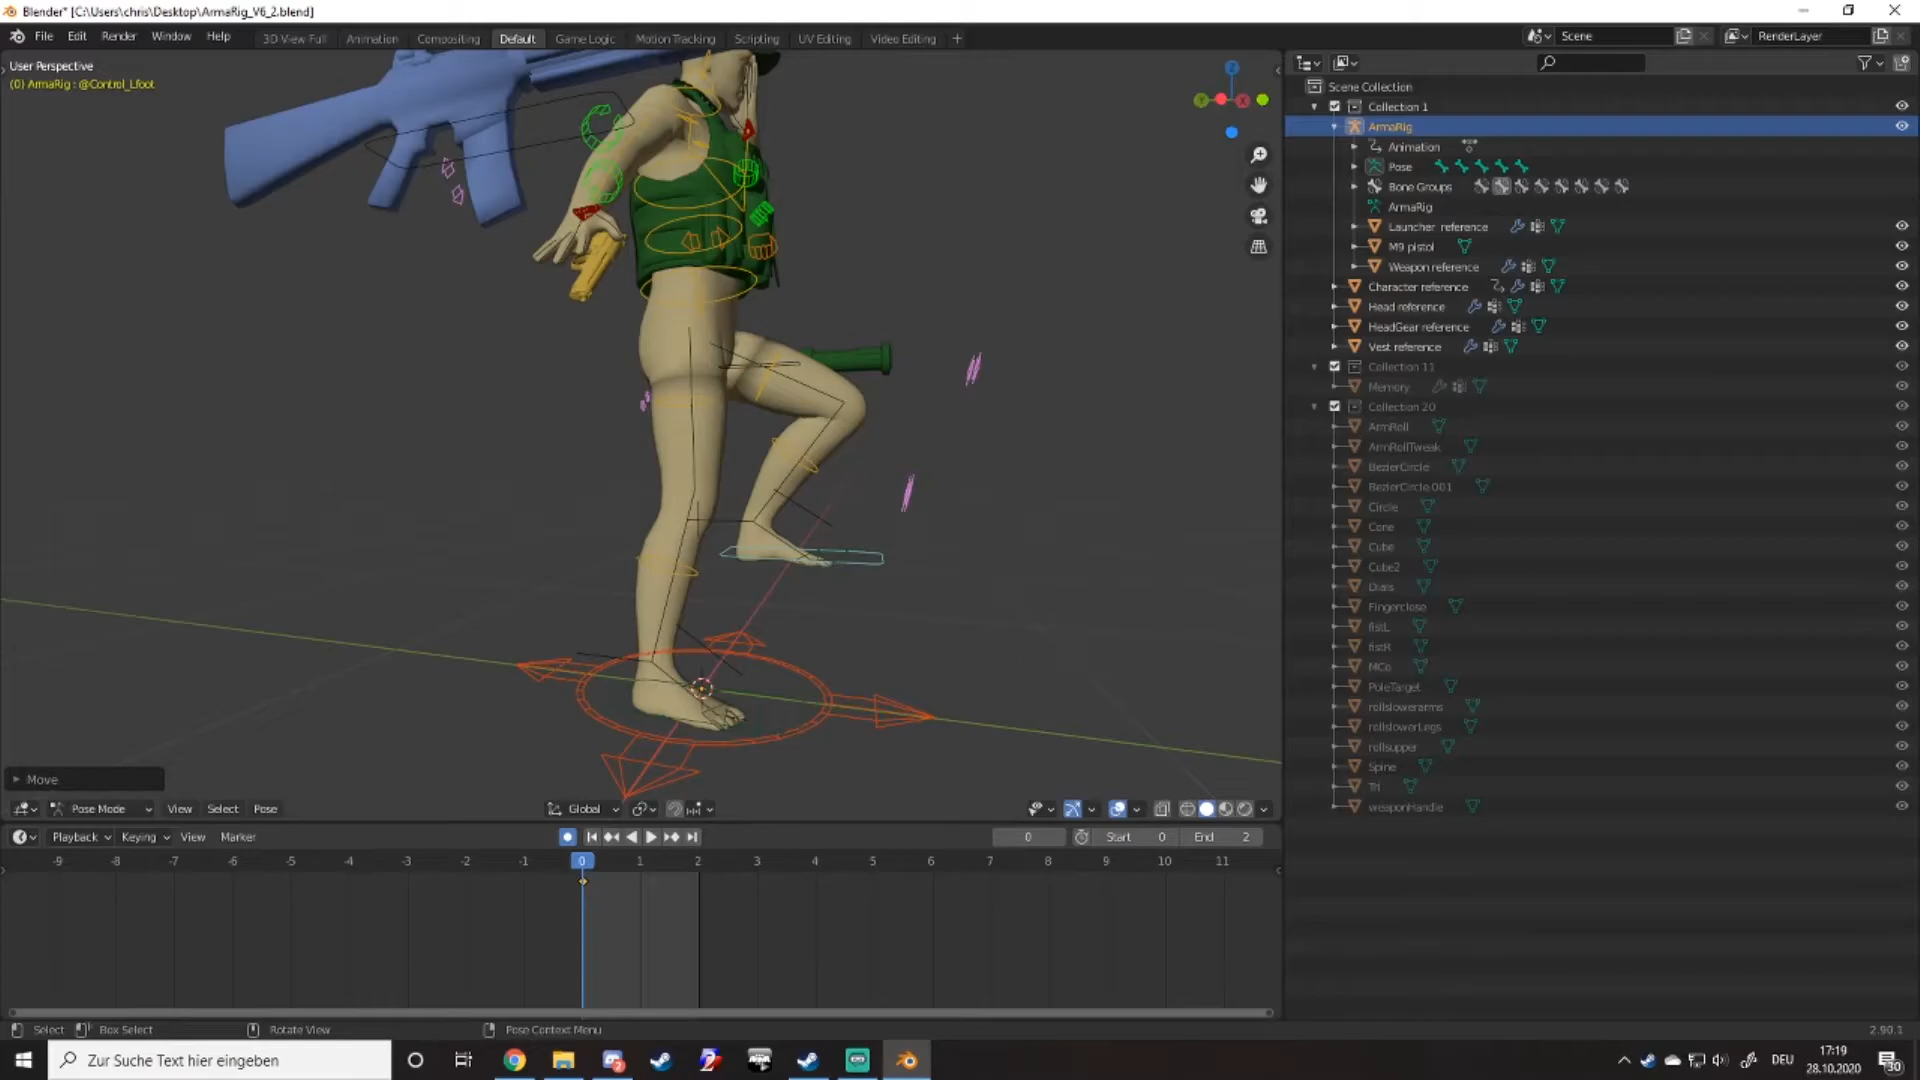 Blender* [C:\Users\chris\Desktop\ArmaRig_V6_2.blend]
File Edit Render Window Help 3D View Full Animation Compositing Default Game Logic Motion Tracking Scripting UV Editing Video Editing + Scene RenderLayer
User Perspective
(0) ArmaRig : @Control_Lfoot
Scene Collection
Collection 1
ArmaRig
Animation
Pose
Bone Groups
ArmaRig
Launcher reference
M9 pistol
Weapon reference
Character reference
Head reference
HeadGear reference
Vest reference
Collection 11
Memory
Collection 20
ArmRoll
ArmRollTweak
BezierCircle
BezierCircle.001
Circle
Cone
Cube
Cube2
Dials
Fingerclose
fistL
fistR
MCo
PoleTarget
rollslowerarms
rollslowerLegs
rollsupper
Spine
Tri
weaponHandle
Move
Pose Mode View Select Pose Global
Playback Keying View Marker 0 Start 0 End 2
-9 -8 -7 -6 -5 -4 -3 -2 -1 0 1 2 3 4 5 6 7 8 9 10 11
Select Box Select Rotate View Pose Context Menu 2.90.1
Zur Suche Text hier eingeben
DEU
17:19
28.10.2020
30